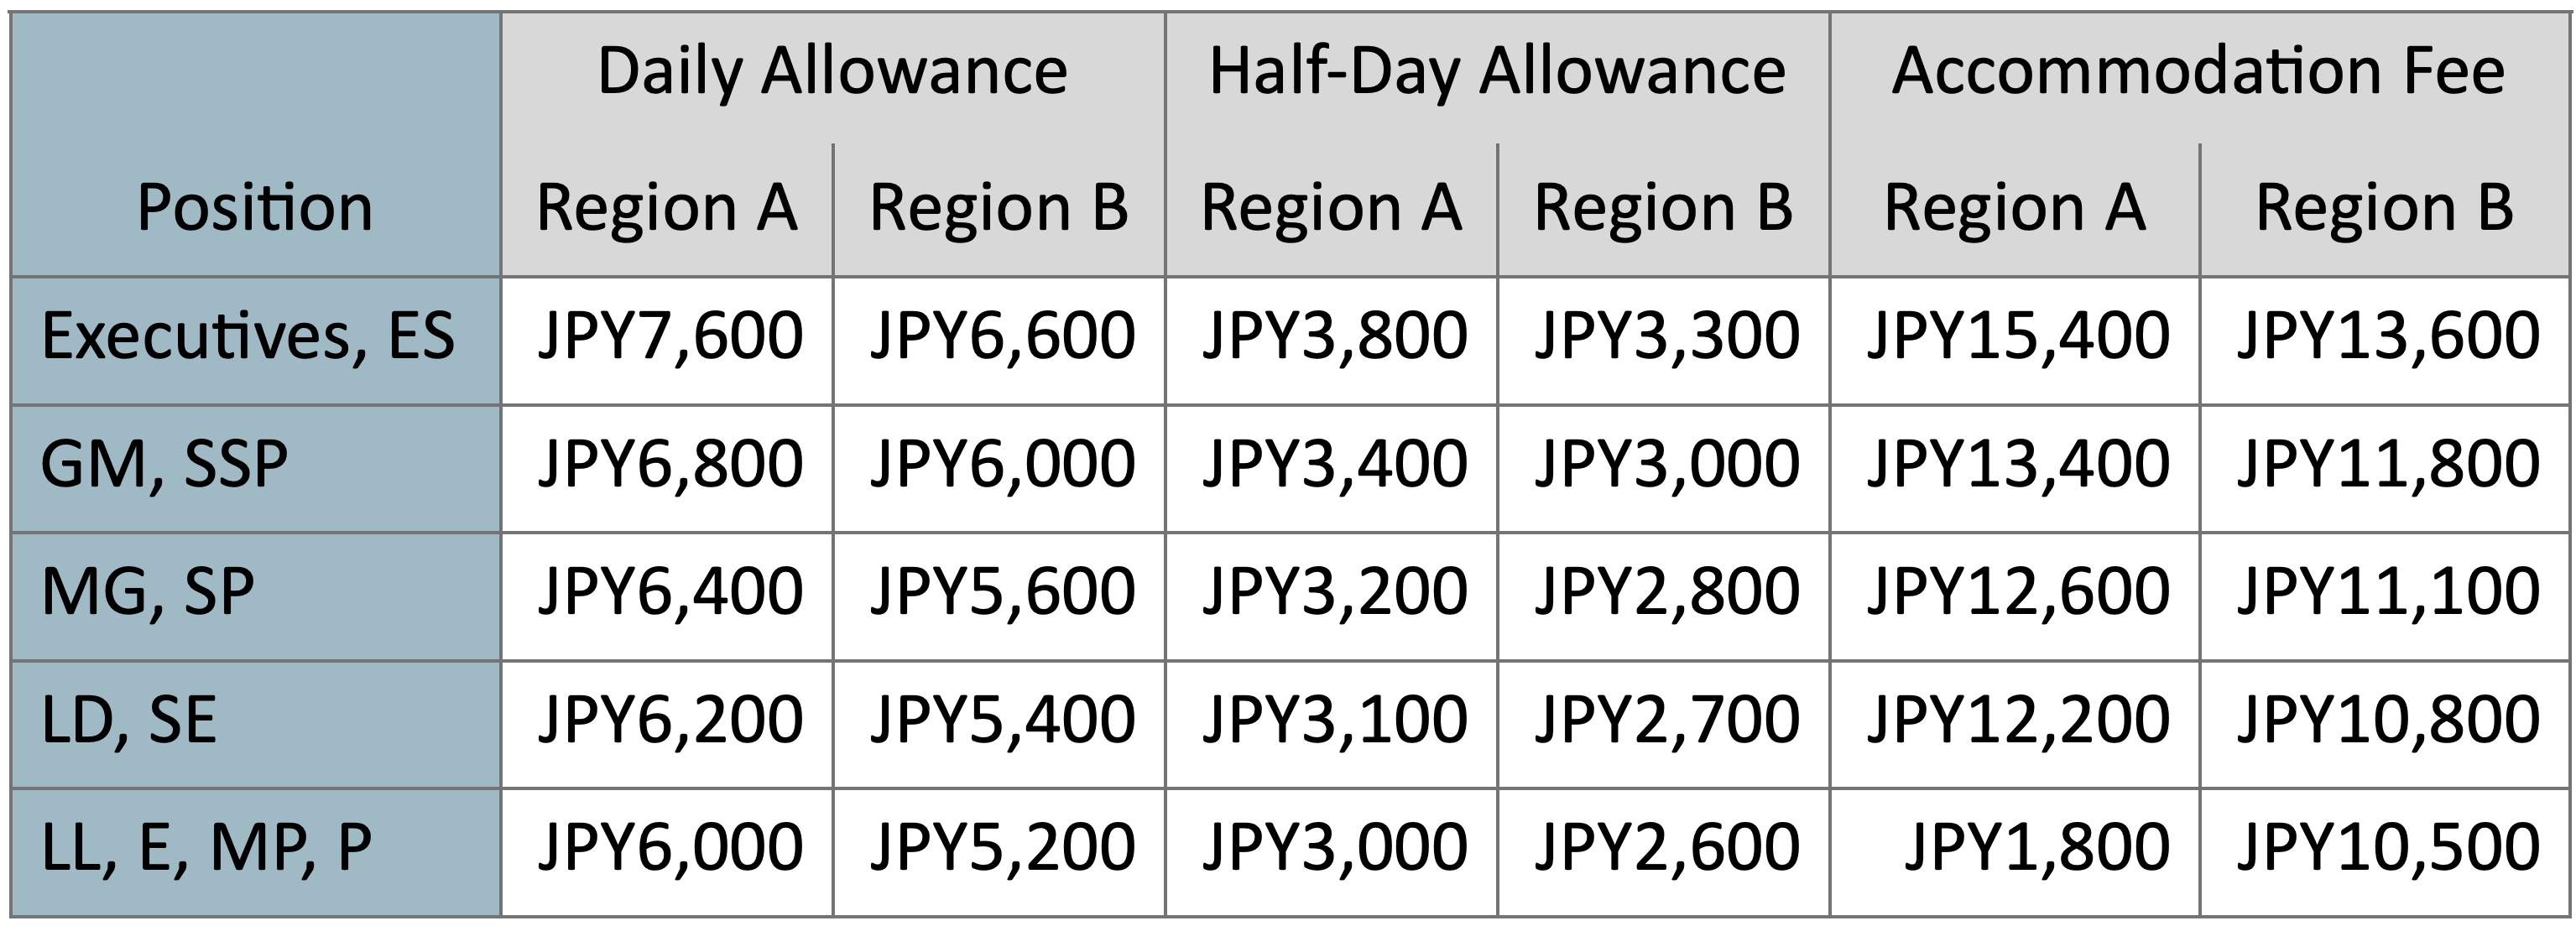 Daily Allowance Half-Day Allowance Accommodation Fee
Position Region A Region B Region A Region B Region A Region B
Executives, ES JPY7,600 JPY6,600 JPY3,800 JPY3,300 JPY15,400 JPY13,600
GM, SSP JPY6,800 JPY6,000 JPY3,400 JPY3,000 JPY13,400 JPY11,800
MG, SP JPY6,400 JPY5,600 JPY3,200 JPY2,800 JPY12,600 JPY11,100
LD, SE JPY6,200 JPY5,400 JPY3,100 JPY2,700 JPY12,200 JPY10,800
LL, E, MP, P JPY6,000 JPY5,200 JPY3,000 JPY2,600 JPY1,800 JPY10,500